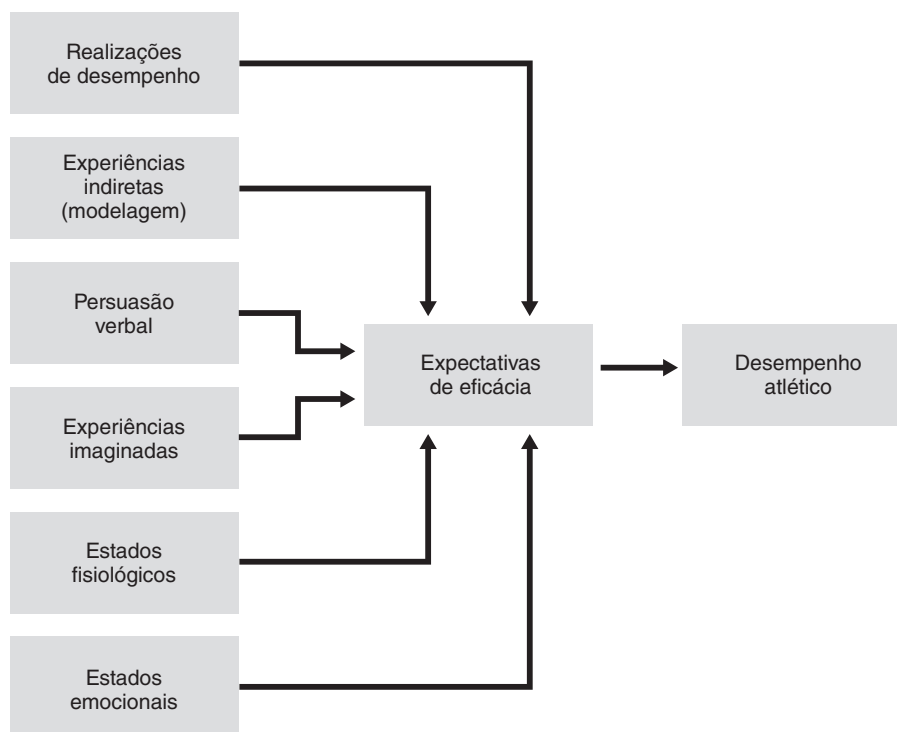 Realizações
de desempenho
Experiências
indiretas
(modelagem)
Persuasão
verbal
Experiências
imaginadas
Estados
fisiológicos
Estados
emocionais
Expectativas
de eficácia
Desempenho
atlético